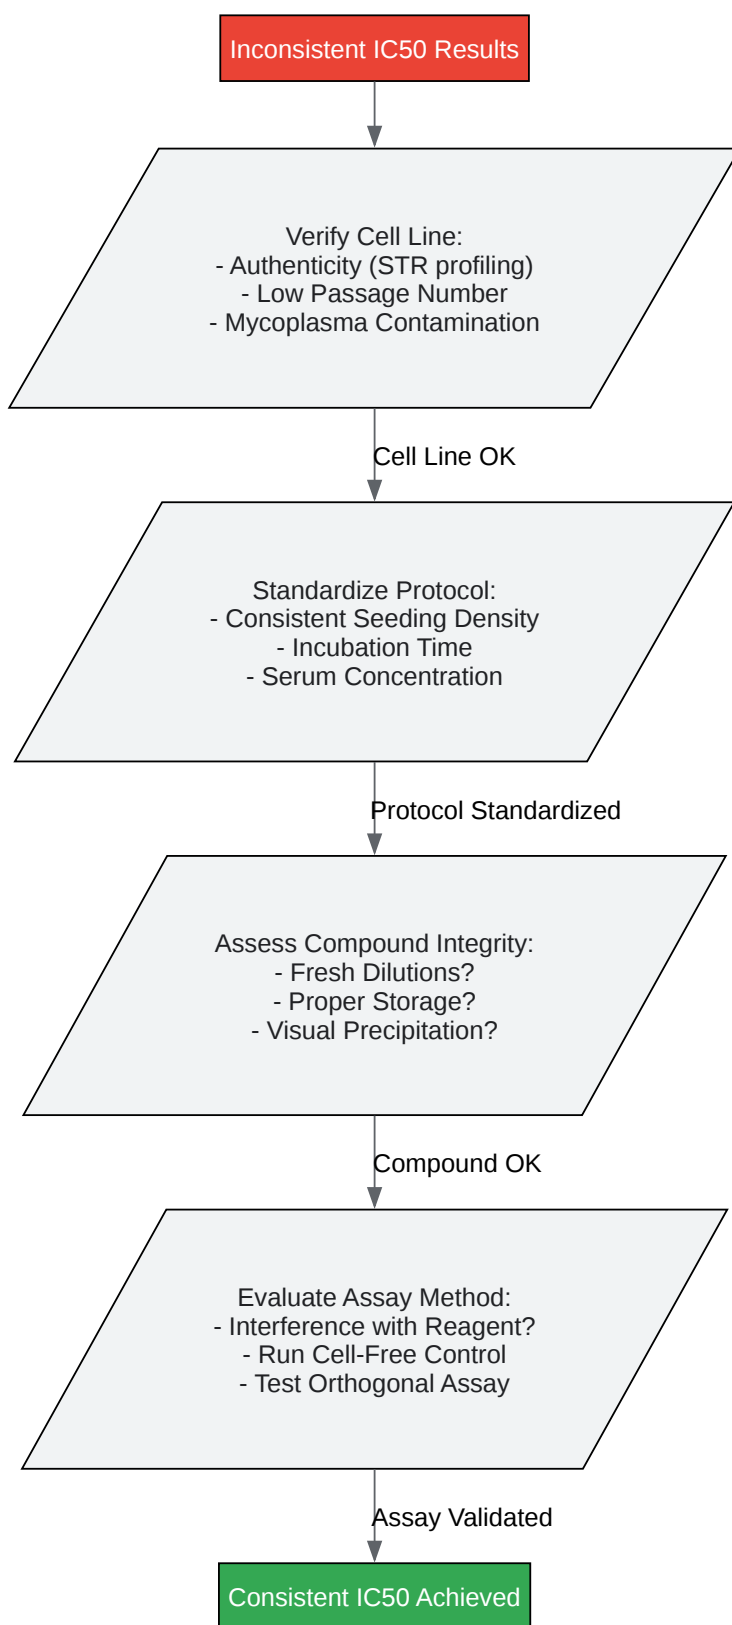 Inconsistent IC50 Results
Verify Cell Line:
- Authenticity (STR profiling)
- Low Passage Number
- Mycoplasma Contamination
Cell Line OK
Standardize Protocol:
- Consistent Seeding Density
- Incubation Time
- Serum Concentration
Protocol Standardized
Assess Compound Integrity:
- Fresh Dilutions?
- Proper Storage?
- Visual Precipitation?
Compound OK
Evaluate Assay Method:
- Interference with Reagent?
- Run Cell-Free Control
- Test Orthogonal Assay
Assay Validated
Consistent IC50 Achieved